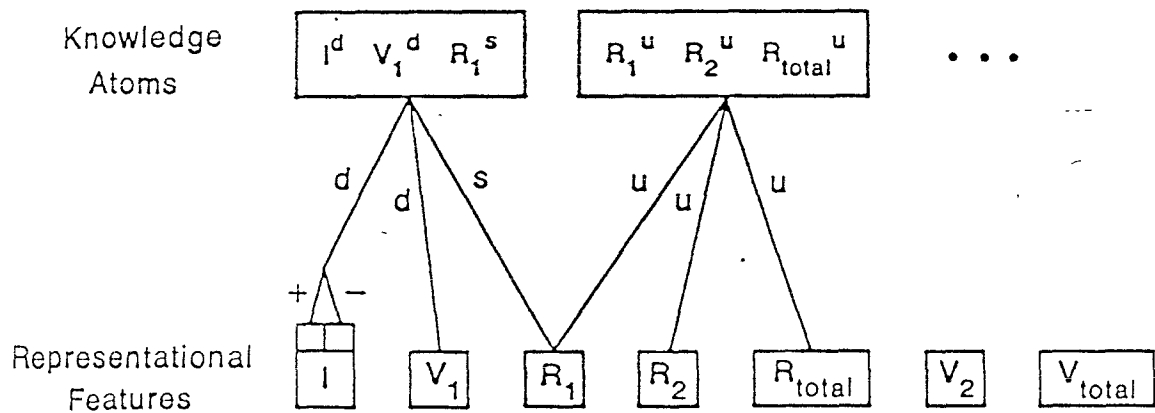 Knowledge Atoms
I^d V_1^d R_1^s
R_1^u R_2^u R_total^u
• • •
d
d
s
u
u
u
+ −
Representational Features
I
V_1
R_1
R_2
R_total
V_2
V_total